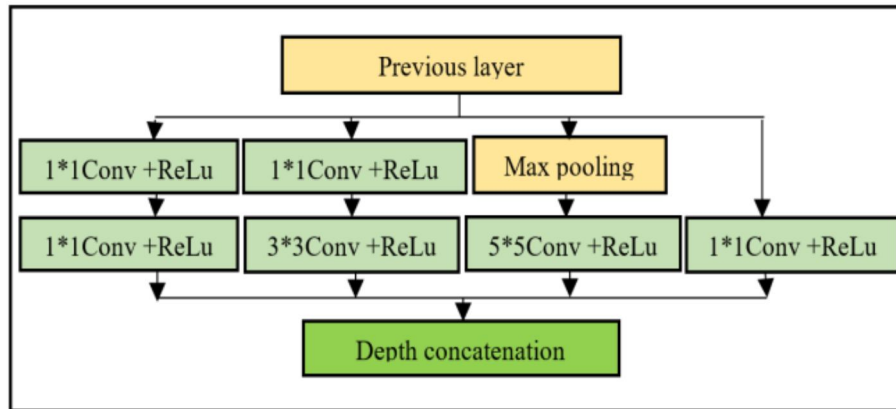 Previous layer
1*1Conv +ReLu
1*1Conv +ReLu
Max pooling
1*1Conv +ReLu
3*3Conv +ReLu
5*5Conv +ReLu
1*1Conv +ReLu
Depth concatenation